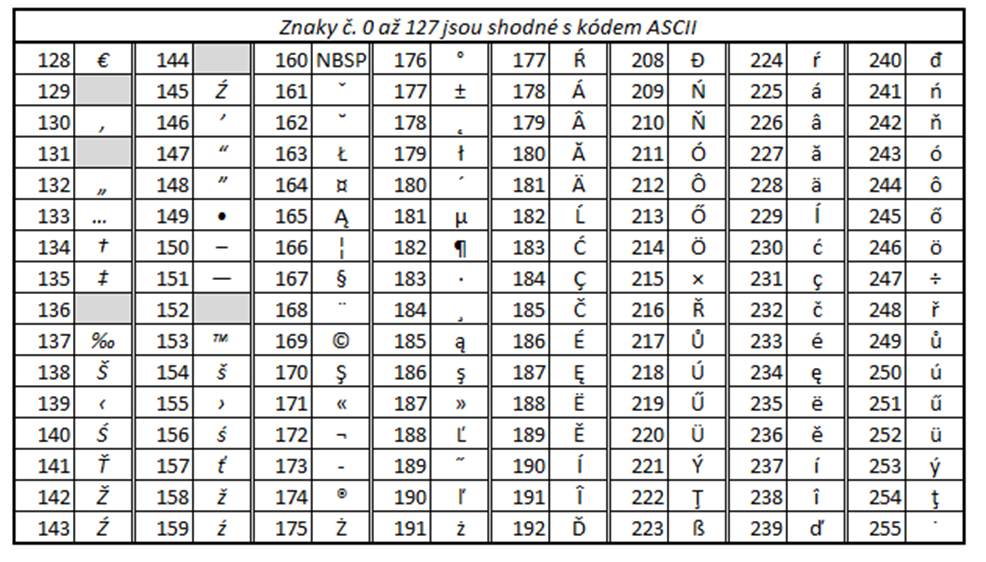 Znaky č. 0 až 127 jsou shodné s kódem ASCII
128 € 144 160 NBSP 176 ° 177 Ŕ 208 Đ 224 ŕ 240 đ
129 145 Ź 161 ˇ 177 ± 178 Á 209 Ń 225 á 241 ń
130 ‚ 146 ’ 162 ˘ 178 ˛ 179 Â 210 Ň 226 â 242 ň
131 147 “ 163 Ł 179 ł 180 Ă 211 Ó 227 ă 243 ó
132 „ 148 ” 164 ¤ 180 ´ 181 Ä 212 Ô 228 ä 244 ô
133 … 149 • 165 Ą 181 µ 182 Ĺ 213 Ő 229 ĺ 245 ő
134 † 150 – 166 ¦ 182 ¶ 183 Ć 214 Ö 230 ć 246 ö
135 ‡ 151 — 167 § 183 · 184 Ç 215 × 231 ç 247 ÷
136 152 168 ¨ 184 ¸ 185 Č 216 Ř 232 č 248 ř
137 ‰ 153 ™ 169 © 185 ą 186 É 217 Ů 233 é 249 ů
138 Š 154 š 170 Ş 186 ş 187 Ę 218 Ú 234 ę 250 ú
139 ‹ 155 › 171 « 187 » 188 Ë 219 Ű 235 ë 251 ű
140 Ś 156 ś 172 ¬ 188 Ľ 189 Ě 220 Ü 236 ě 252 ü
141 Ť 157 ť 173 - 189 ˝ 190 Í 221 Ý 237 í 253 ý
142 Ž 158 ž 174 ® 190 ľ 191 Î 222 Ţ 238 î 254 ţ
143 Ź 159 ź 175 Ż 191 ż 192 Ď 223 ß 239 ď 255 ˙